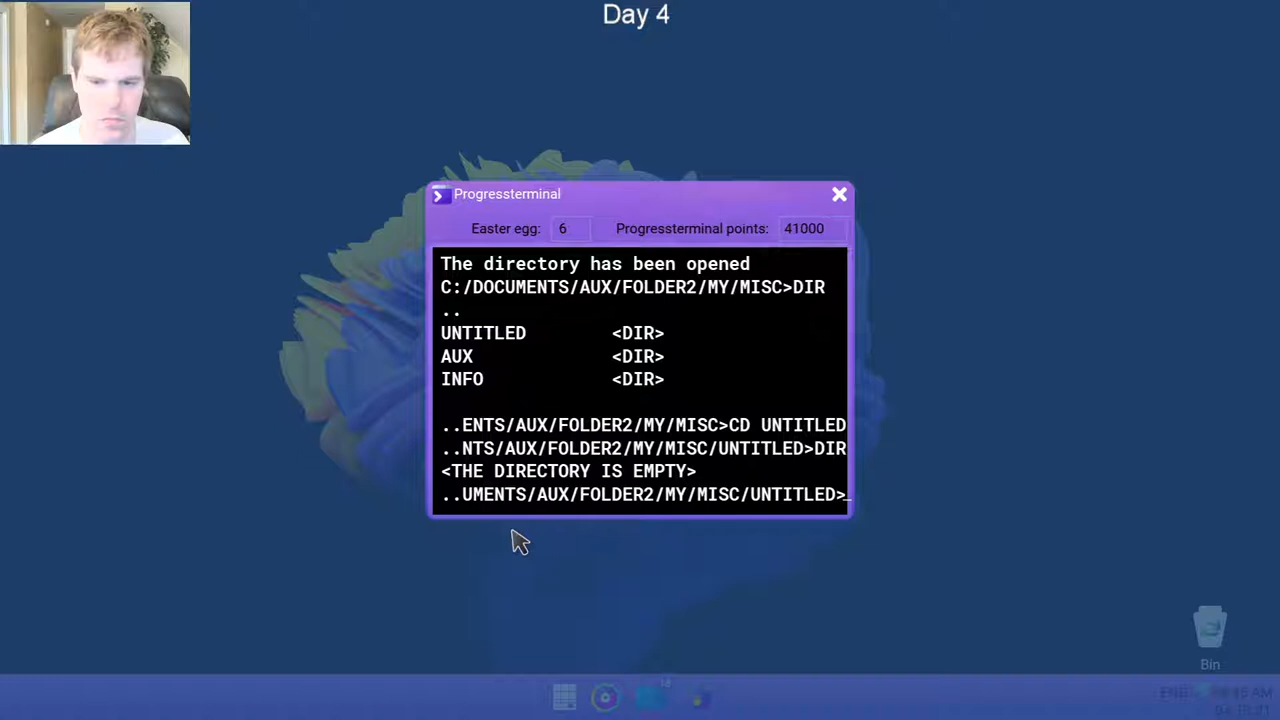 Day 4
Progressterminal
Easter egg: 6 Progressterminal points: 41000
The directory has been opened
C:/DOCUMENTS/AUX/FOLDER2/MY/MISC>DIR
..
UNTITLED <DIR>
AUX <DIR>
INFO <DIR>
..ENTS/AUX/FOLDER2/MY/MISC>CD UNTITLED
..NTS/AUX/FOLDER2/MY/MISC/UNTITLED>DIR
<THE DIRECTORY IS EMPTY>
..UMENTS/AUX/FOLDER2/MY/MISC/UNTITLED>_
Bin